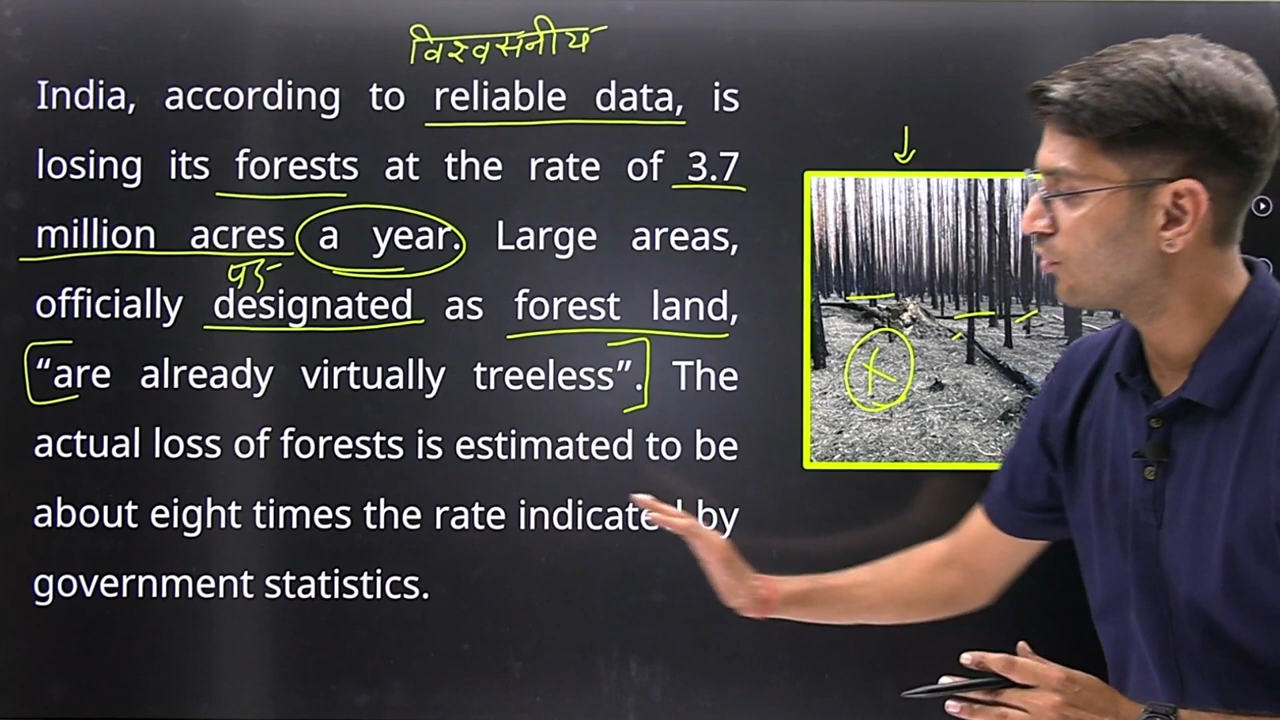 विश्वसनीय
India, according to reliable data, is
losing its forests at the rate of 3.7
million acres a year. Large areas,
पद
officially designated as forest land,
“are already virtually treeless”. The
actual loss of forests is estimated to be
about eight times the rate indicated by
government statistics.